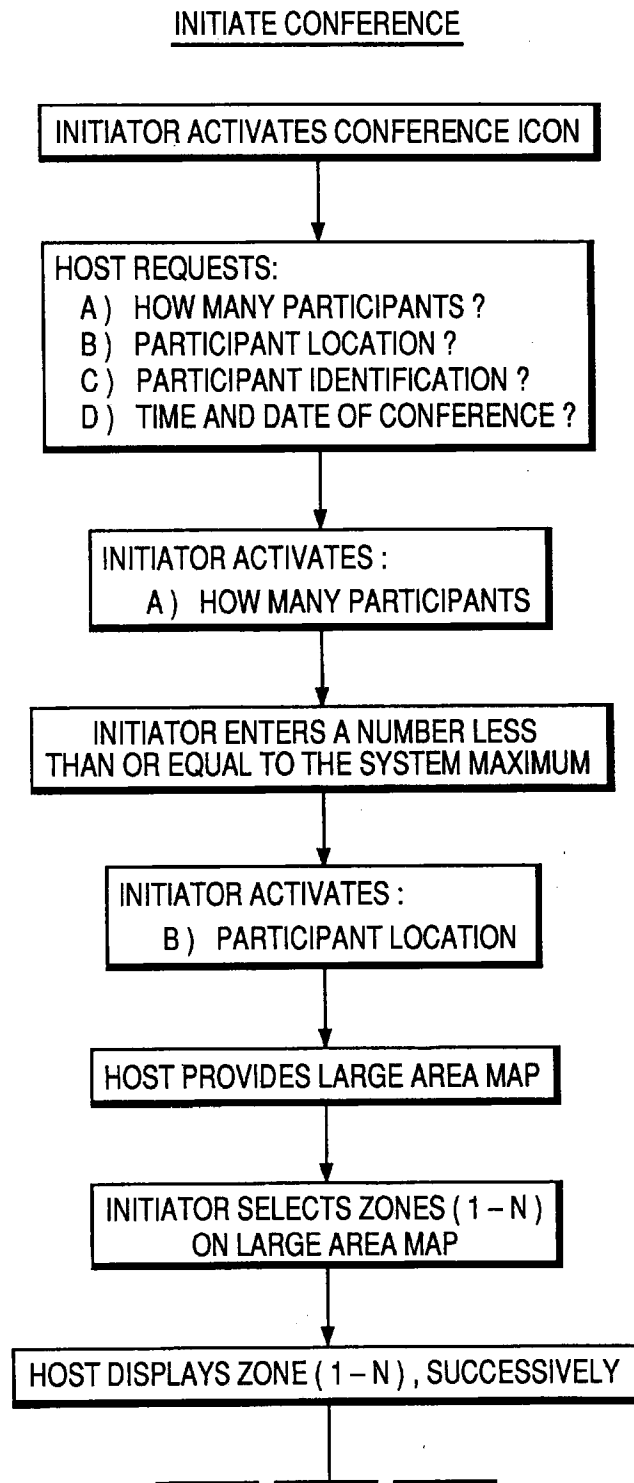 INITIATE CONFERENCE
INITIATOR ACTIVATES CONFERENCE ICON
HOST REQUESTS:
A ) HOW MANY PARTICIPANTS ?
B ) PARTICIPANT LOCATION ?
C ) PARTICIPANT IDENTIFICATION ?
D ) TIME AND DATE OF CONFERENCE ?
INITIATOR ACTIVATES :
A ) HOW MANY PARTICIPANTS
INITIATOR ENTERS A NUMBER LESS
THAN OR EQUAL TO THE SYSTEM MAXIMUM
INITIATOR ACTIVATES :
B ) PARTICIPANT LOCATION
HOST PROVIDES LARGE AREA MAP
INITIATOR SELECTS ZONES ( 1 – N )
ON LARGE AREA MAP
HOST DISPLAYS ZONE ( 1 – N ) , SUCCESSIVELY